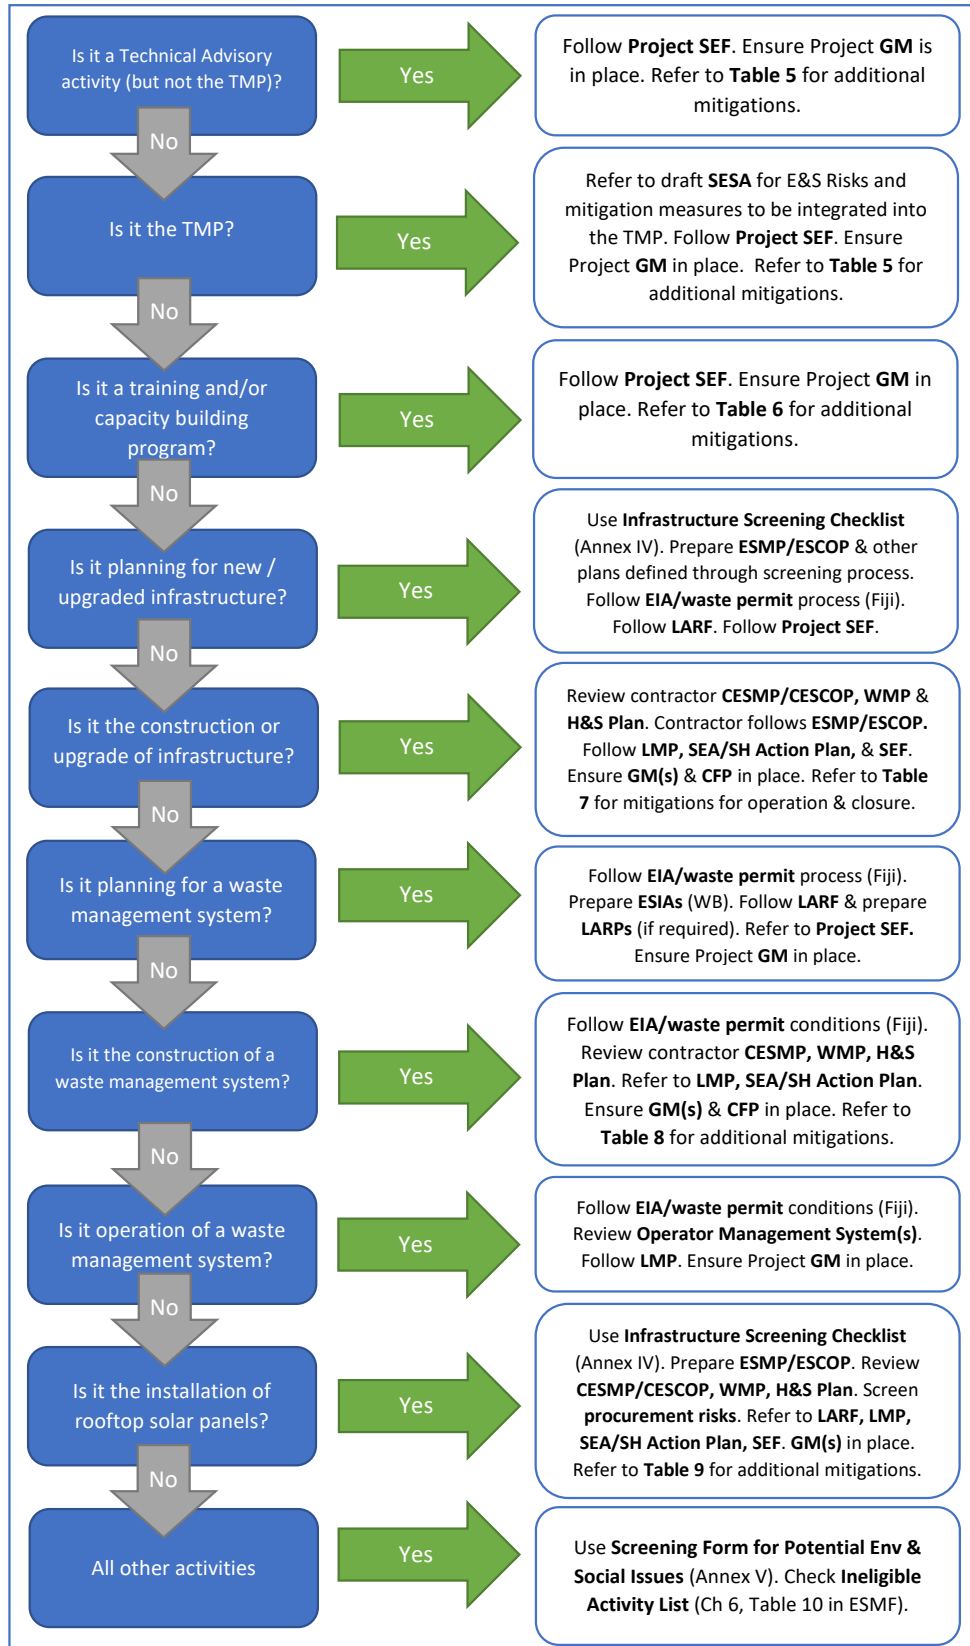 Is it a Technical Advisory
activity (but not the TMP)?
Yes
Follow Project SEF. Ensure Project GM is
in place. Refer to Table 5 for additional
mitigations.
No
Is it the TMP?
Yes
Refer to draft SESA for E&S Risks and
mitigation measures to be integrated into
the TMP. Follow Project SEF. Ensure
Project GM in place. Refer to Table 5 for
additional mitigations.
No
Is it a training and/or
capacity building
program?
Yes
Follow Project SEF. Ensure Project GM in
place. Refer to Table 6 for additional
mitigations.
No
Is it planning for new /
upgraded infrastructure?
Yes
Use Infrastructure Screening Checklist
(Annex IV). Prepare ESMP/ESCOP & other
plans defined through screening process.
Follow EIA/waste permit process (Fiji).
Follow LARF. Follow Project SEF.
No
Is it the construction or
upgrade of infrastructure?
Yes
Review contractor CESMP/CESCOP, WMP &
H&S Plan. Contractor follows ESMP/ESCOP.
Follow LMP, SEA/SH Action Plan, & SEF.
Ensure GM(s) & CFP in place. Refer to Table
7 for mitigations for operation & closure.
No
Is it planning for a waste
management system?
Yes
Follow EIA/waste permit process (Fiji).
Prepare ESIAs (WB). Follow LARF & prepare
LARPs (if required). Refer to Project SEF.
Ensure Project GM in place.
No
Is it the construction of a
waste management system?
Yes
Follow EIA/waste permit conditions (Fiji).
Review contractor CESMP, WMP, H&S
Plan. Refer to LMP, SEA/SH Action Plan.
Ensure GM(s) & CFP in place. Refer to
Table 8 for additional mitigations.
No
Is it operation of a waste
management system?
Yes
Follow EIA/waste permit conditions (Fiji).
Review Operator Management System(s).
Follow LMP. Ensure Project GM in place.
No
Is it the installation of
rooftop solar panels?
Yes
Use Infrastructure Screening Checklist
(Annex IV). Prepare ESMP/ESCOP. Review
CESMP/CESCOP, WMP, H&S Plan. Screen
procurement risks. Refer to LARF, LMP,
SEA/SH Action Plan, SEF. GM(s) in place.
Refer to Table 9 for additional mitigations.
No
All other activities
Yes
Use Screening Form for Potential Env &
Social Issues (Annex V). Check Ineligible
Activity List (Ch 6, Table 10 in ESMF).